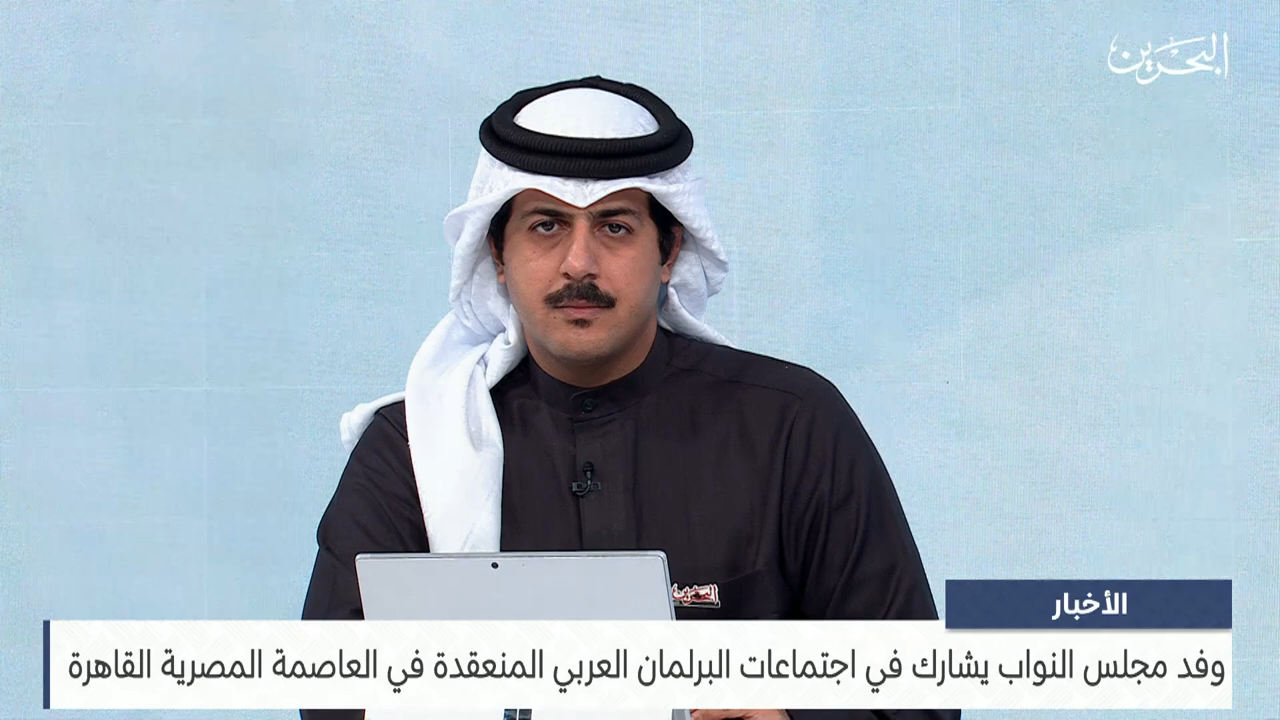 البحرين
البحرين
الأخبار
وفد مجلس النواب يشارك في اجتماعات البرلمان العربي المنعقدة في العاصمة المصرية القاهرة